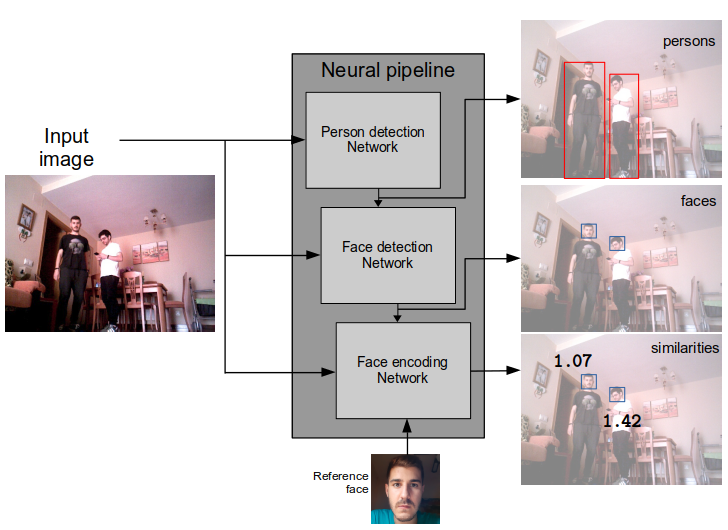 Neural pipeline
Input
image
Person detection
Network
Face detection
Network
Face encoding
Network
Reference
face
persons
faces
similarities
1.07
1.42